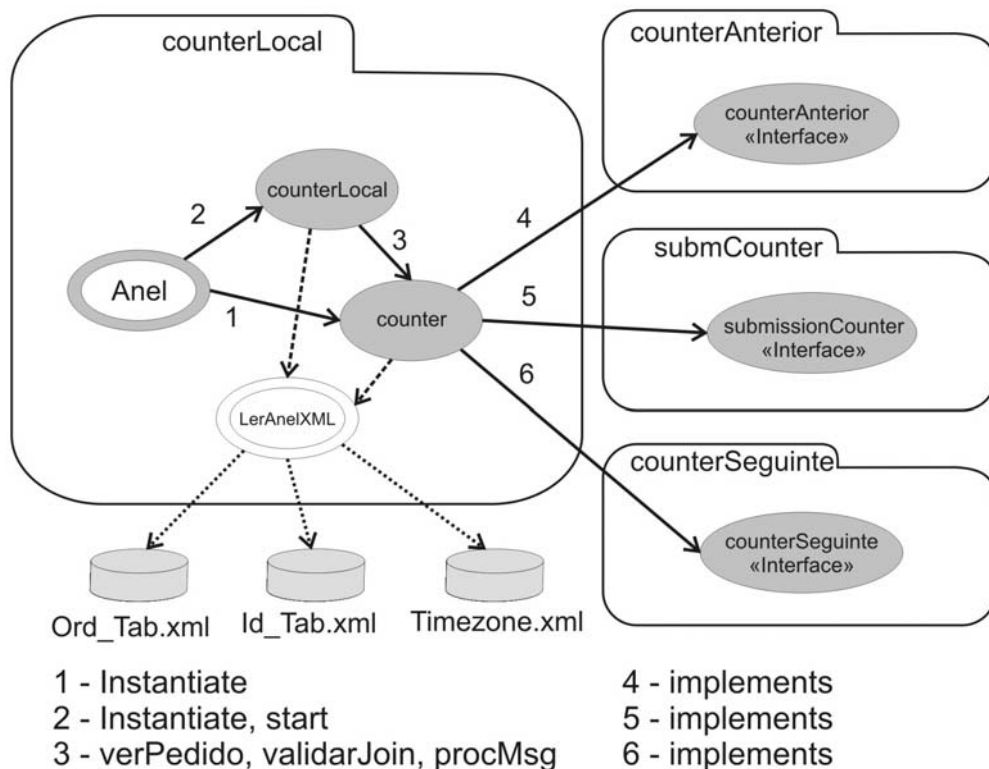 counterLocal
counterAnterior
counterAnterior
«Interface»
counterLocal
2
3
4
Anel
1
counter
submCounter
5
submissionCounter
«Interface»
6
LerAnelXML
counterSeguinte
counterSeguinte
«Interface»
Ord_Tab.xml
Id_Tab.xml
Timezone.xml
1 - Instantiate
2 - Instantiate, start
3 - verPedido, validarJoin, procMsg
4 - implements
5 - implements
6 - implements